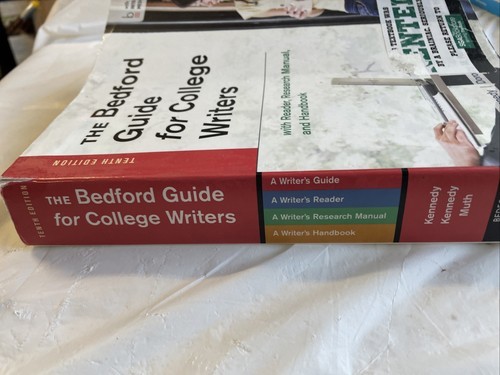 THE Bedford
Guide
for College
Writers
with Reader, Research Manual,
and Handbook
TENTH EDITION
TENTH EDITION
THE Bedford Guide
for College Writers
A Writer's Guide
A Writer's Reader
A Writer's Research Manual
A Writer's Handbook
Kennedy
Kennedy
Muth